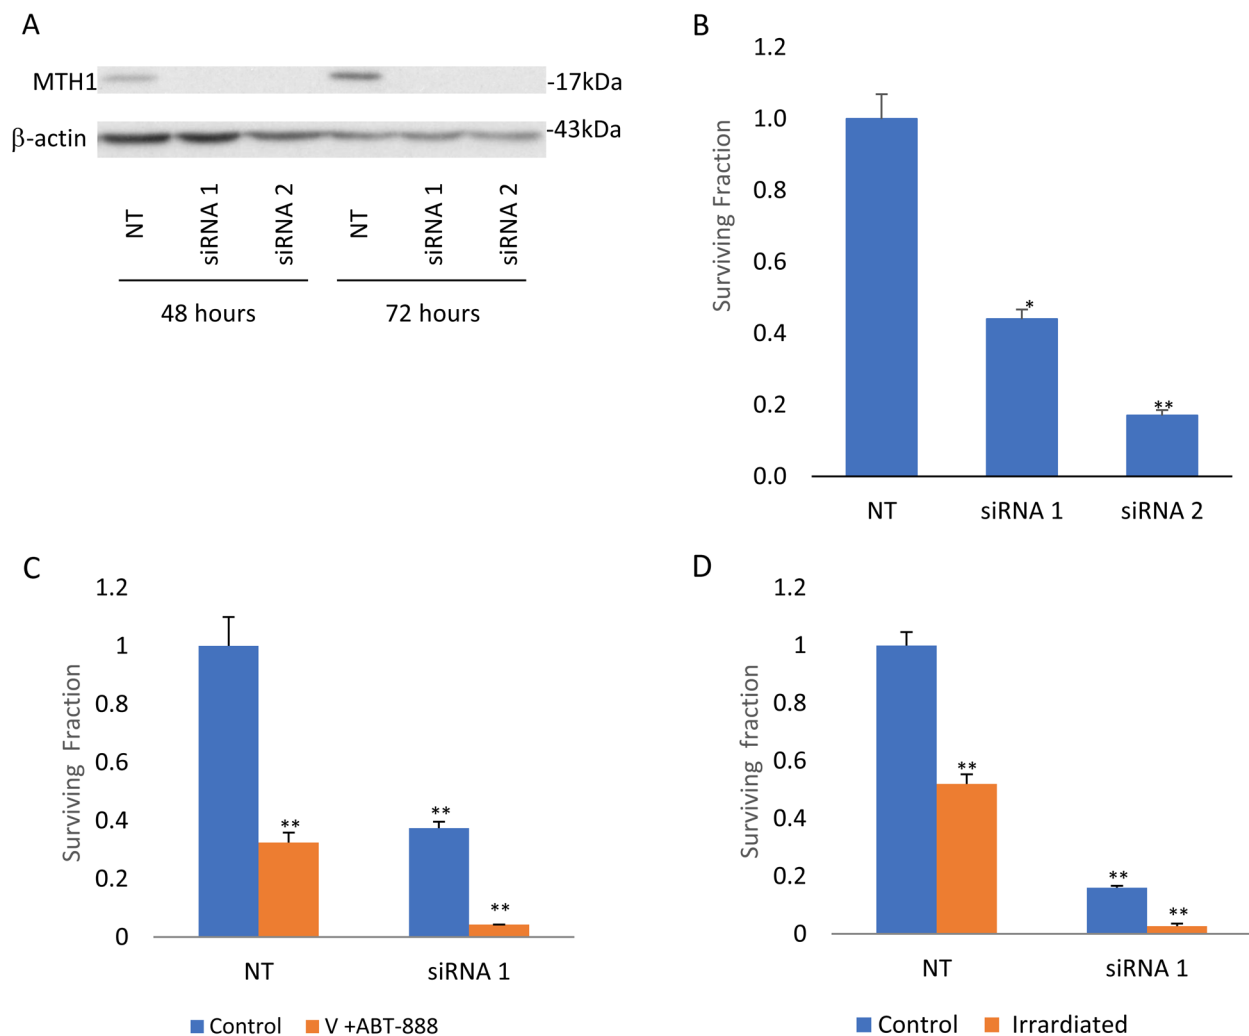 A
MTH1
-17kDa
β-actin
-43kDa
NT
siRNA 1
siRNA 2
NT
siRNA 1
siRNA 2
48 hours
72 hours
B
Surviving Fraction
1.2
1.0
0.8
0.6
0.4
0.2
0.0
*
**
NT
siRNA 1
siRNA 2
C
Surviving Fraction
1.2
1
0.8
0.6
0.4
0.2
0
**
**
**
NT
siRNA 1
Control
V +ABT-888
D
Surviving fraction
1.2
1
0.8
0.6
0.4
0.2
0
**
**
**
NT
siRNA 1
Control
Irrardiated